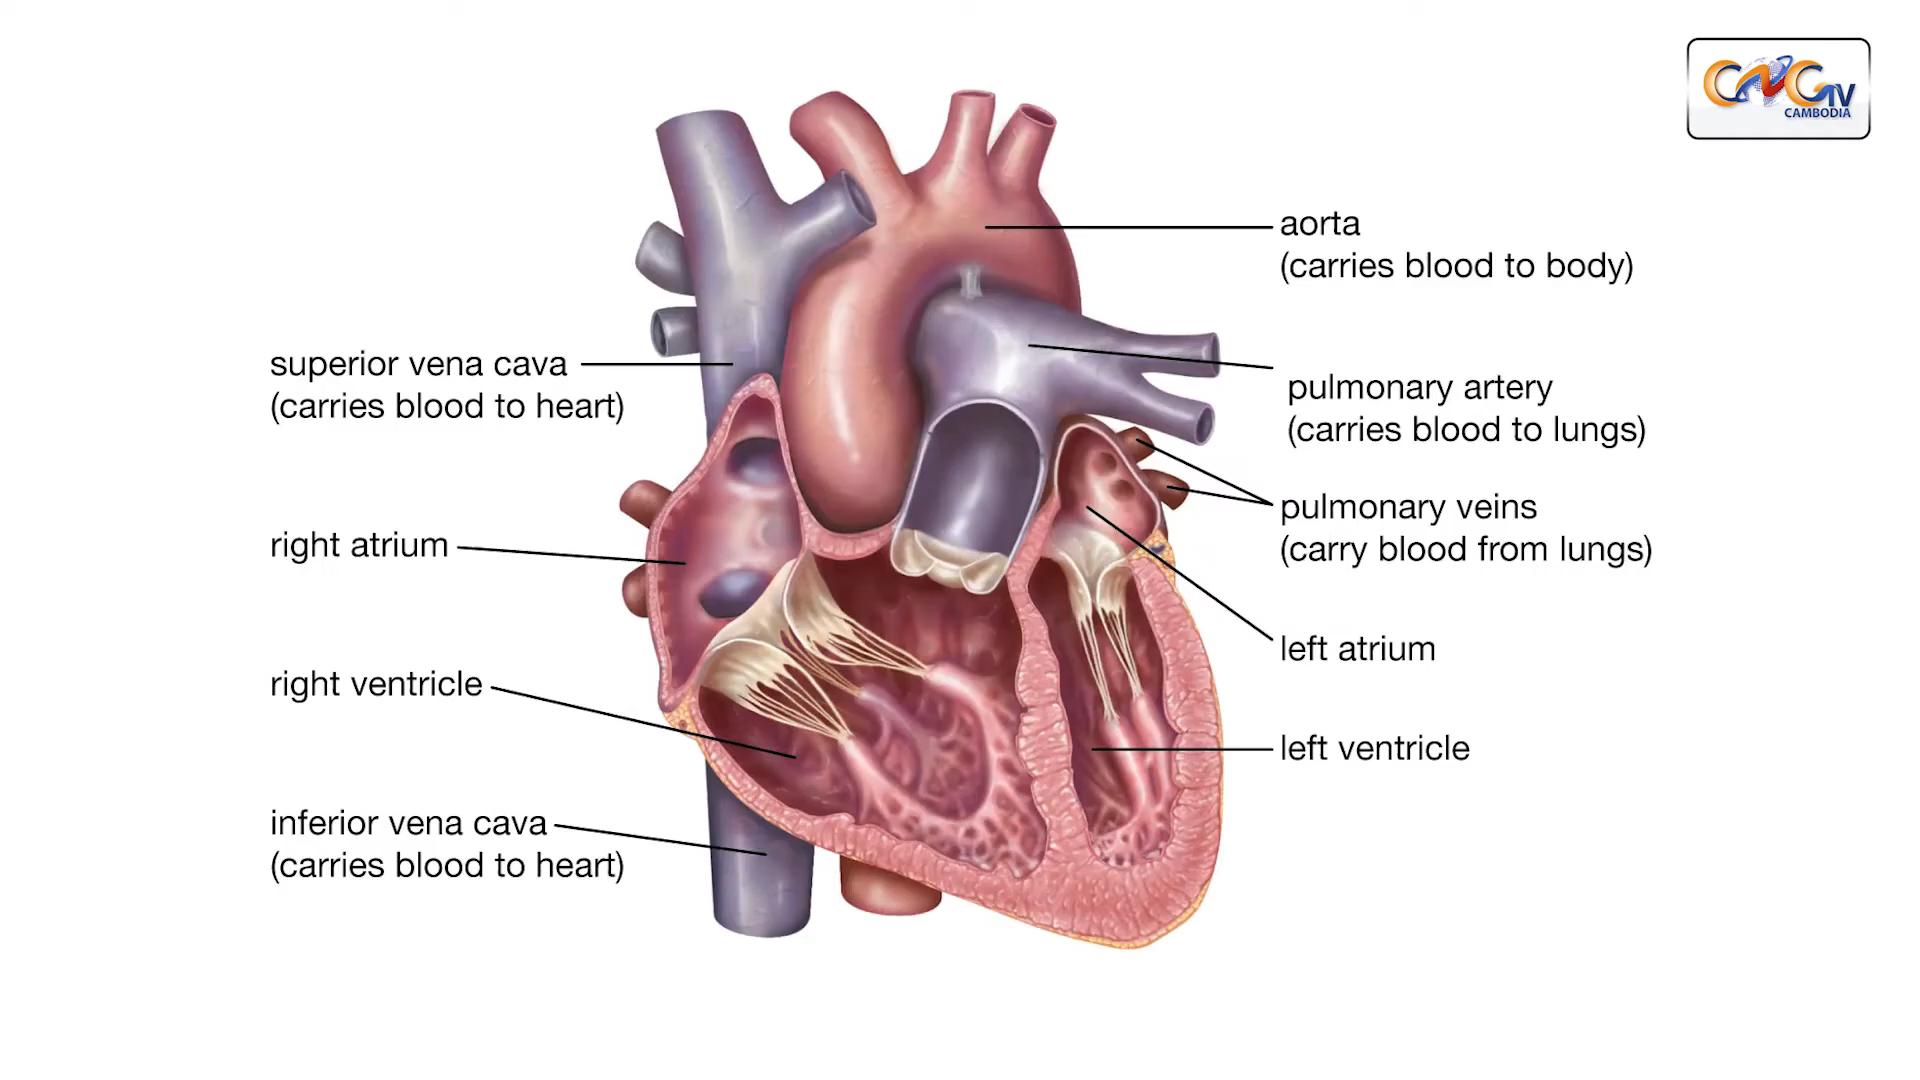 CNCTV
CAMBODIA
aorta
(carries blood to body)
superior vena cava
(carries blood to heart)
pulmonary artery
(carries blood to lungs)
pulmonary veins
(carry blood from lungs)
right atrium
left atrium
right ventricle
left ventricle
inferior vena cava
(carries blood to heart)